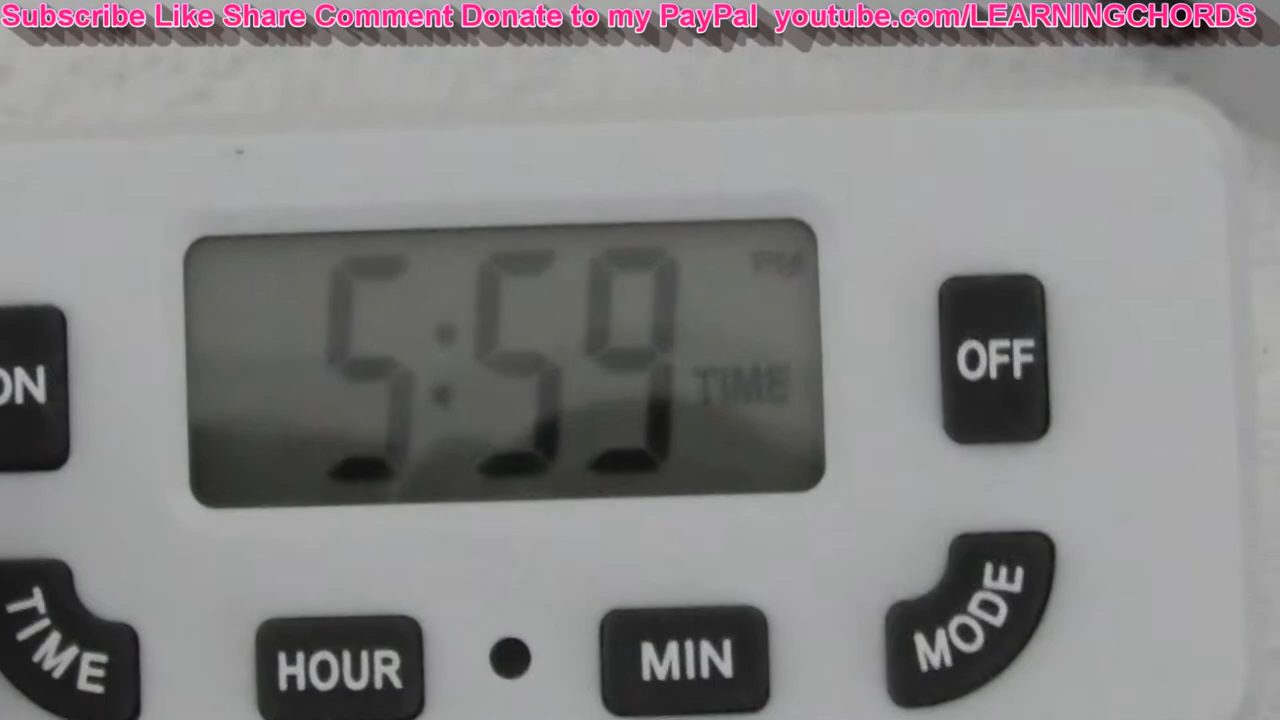 Subscribe Like Share Comment Donate to my PayPal youtube.com/LEARNINGCHORDS
PM
5:59
TIME
ON
OFF
TIME
HOUR
MIN
MODE